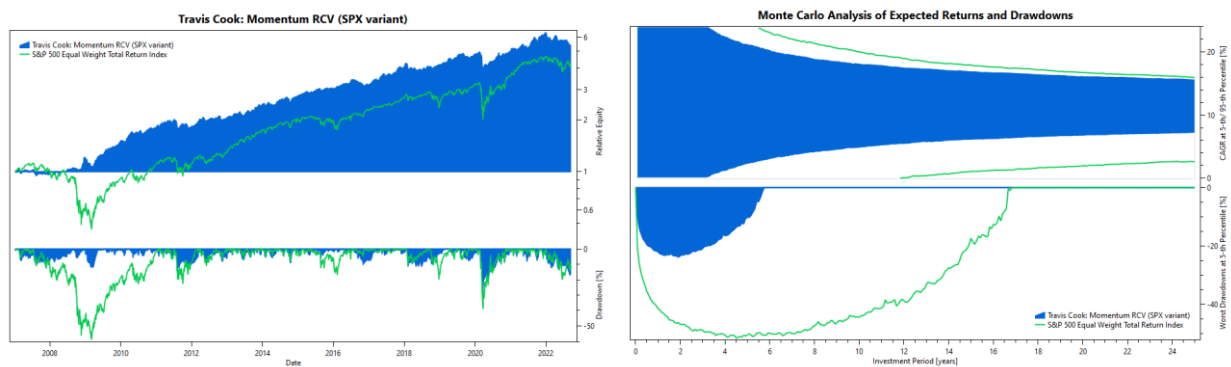 Travis Cook: Momentum RCV (SPX variant)
Travis Cook: Momentum RCV (SPX variant)
S&P 500 Equal Weight Total Return Index
6
3
2
1
0.6
Relative Equity
0
-50
Drawdown [%]
2008
2010
2012
2014
2016
2018
2020
2022
Date
Monte Carlo Analysis of Expected Returns and Drawdowns
20
10
0
CAGR at 5-th/ 95-th Percentile [%]
0
-20
-40
Worst Drawdowns at 5-th Percentile [%]
Travis Cook: Momentum RCV (SPX variant)
S&P 500 Equal Weight Total Return Index
0
2
4
6
8
10
12
14
16
18
20
22
24
Investment Period [years]